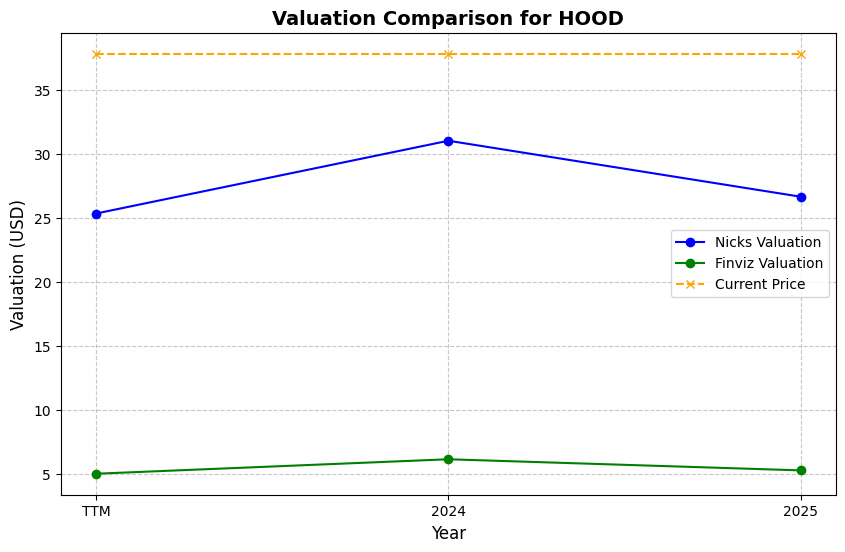 Valuation Comparison for HOOD
Valuation (USD)
35
30
25
20
15
10
5
Nicks Valuation
Finviz Valuation
Current Price
TTM
2024
2025
Year